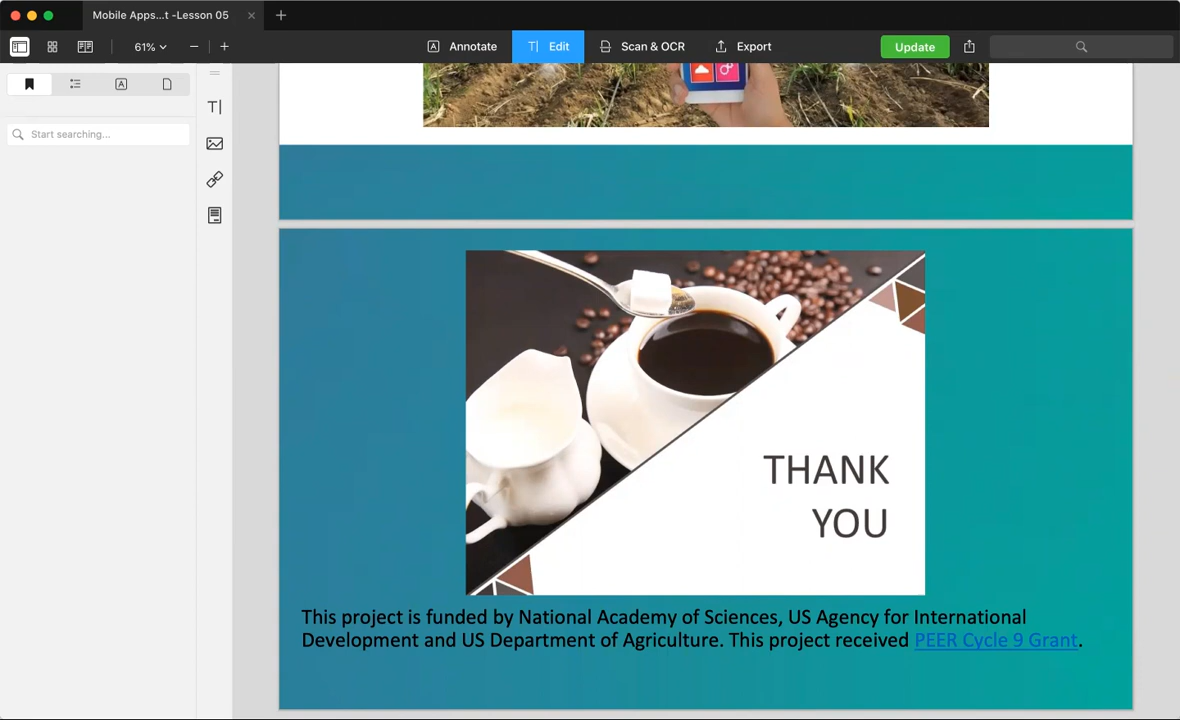 Mobile Apps...t -Lesson 05
61%
Annotate
Edit
Scan & OCR
Export
Update
Start searching...
THANK
YOU
This project is funded by National Academy of Sciences, US Agency for International
Development and US Department of Agriculture. This project received PEER Cycle 9 Grant.